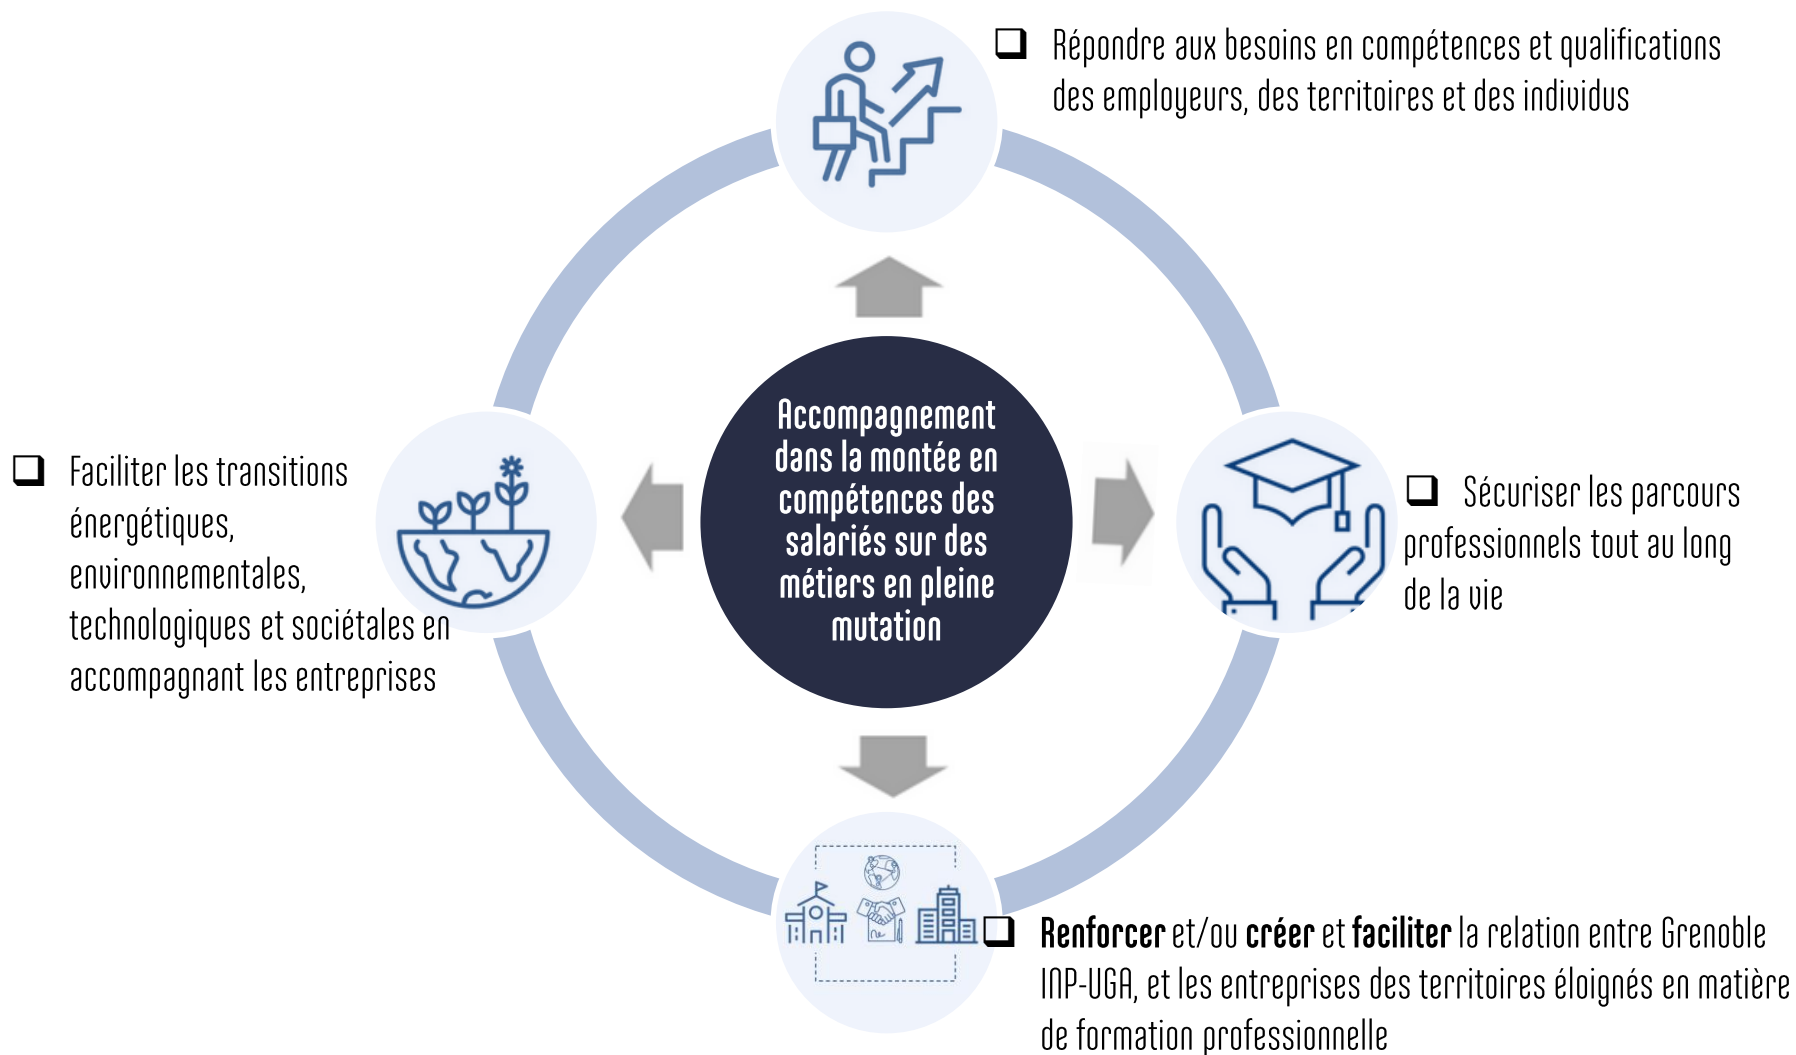 Répondre aux besoins en compétences et qualifications
des employeurs, des territoires et des individus
Accompagnement
dans la montée en
compétences des
salariés sur des
métiers en pleine
mutation
Faciliter les transitions
énergétiques,
environnementales,
technologiques et sociétales en
accompagnant les entreprises
Sécuriser les parcours
professionnels tout au long
de la vie
Renforcer et/ou créer et faciliter la relation entre Grenoble
INP-UGA, et les entreprises des territoires éloignés en matière
de formation professionnelle